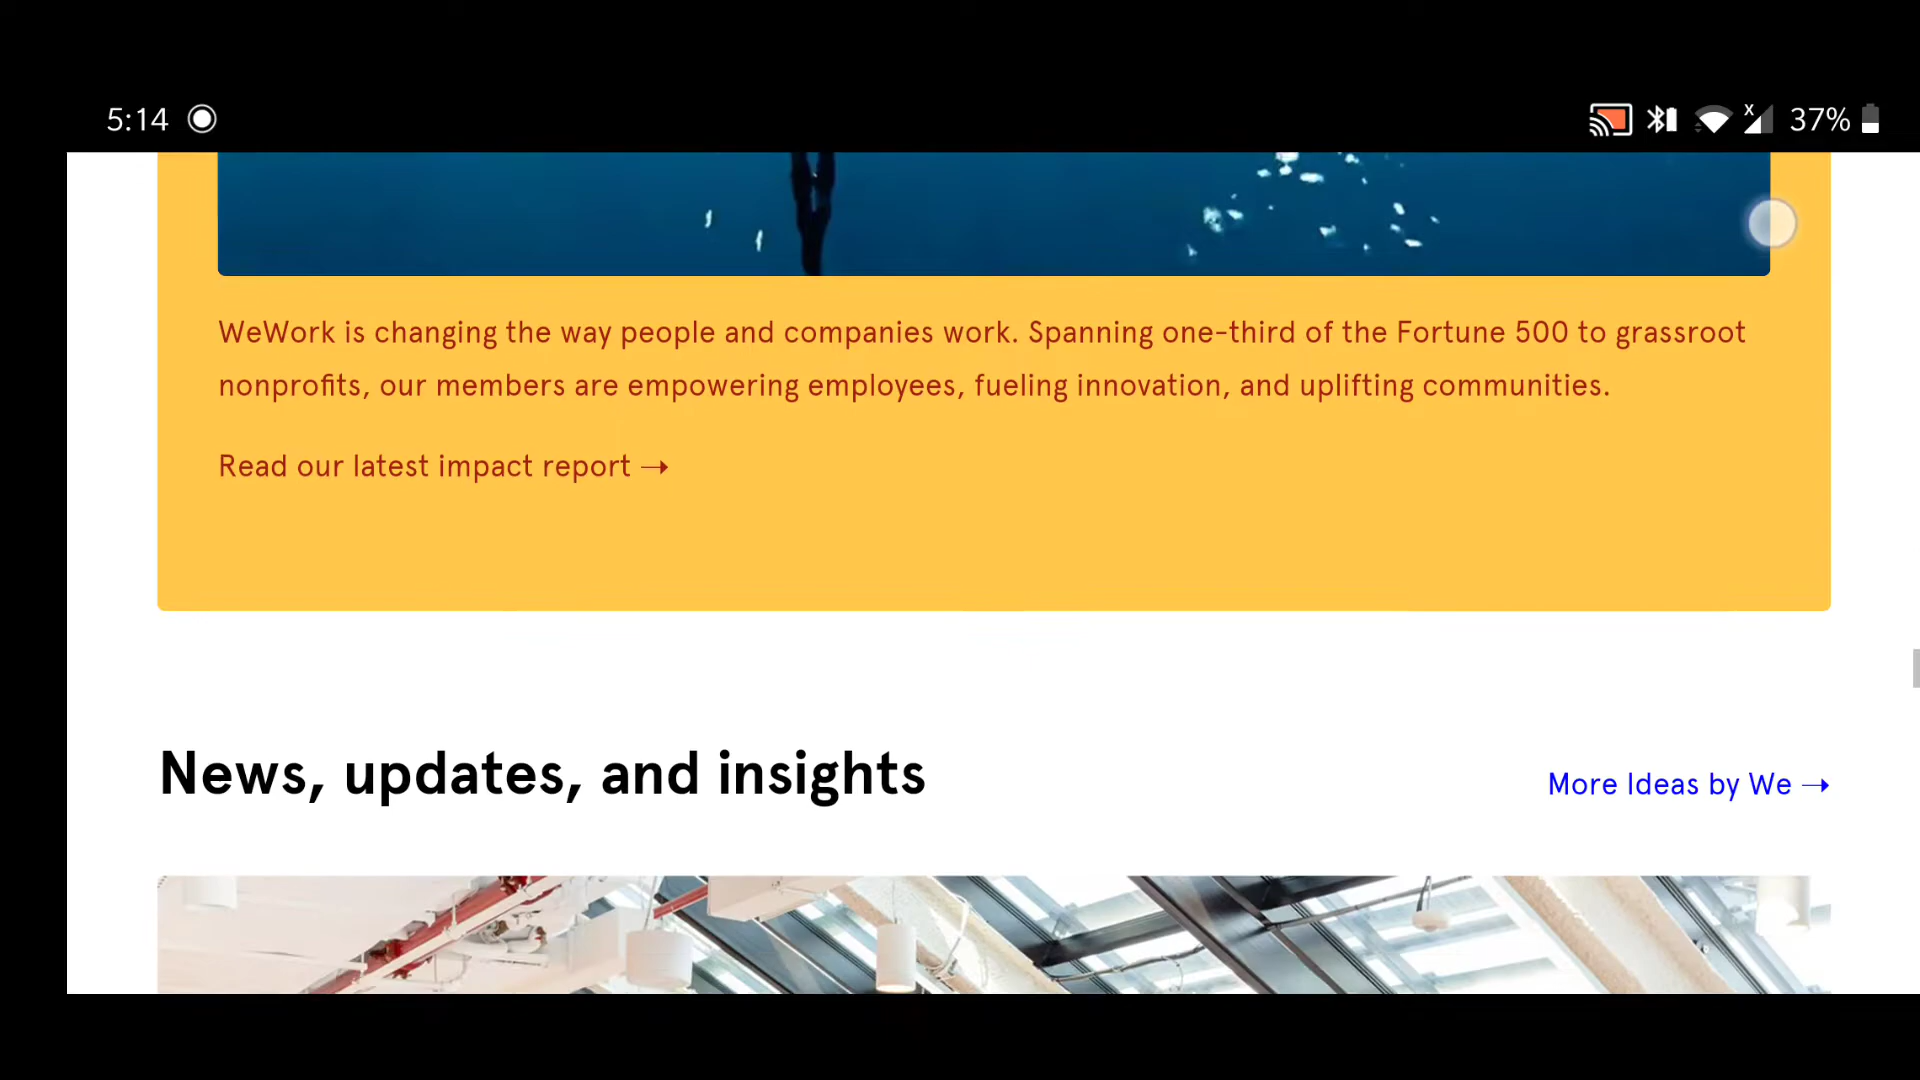 5:14
37%
WeWork is changing the way people and companies work. Spanning one-third of the Fortune 500 to grassroot
nonprofits, our members are empowering employees, fueling innovation, and uplifting communities.
Read our latest impact report →
News, updates, and insights
More Ideas by We →